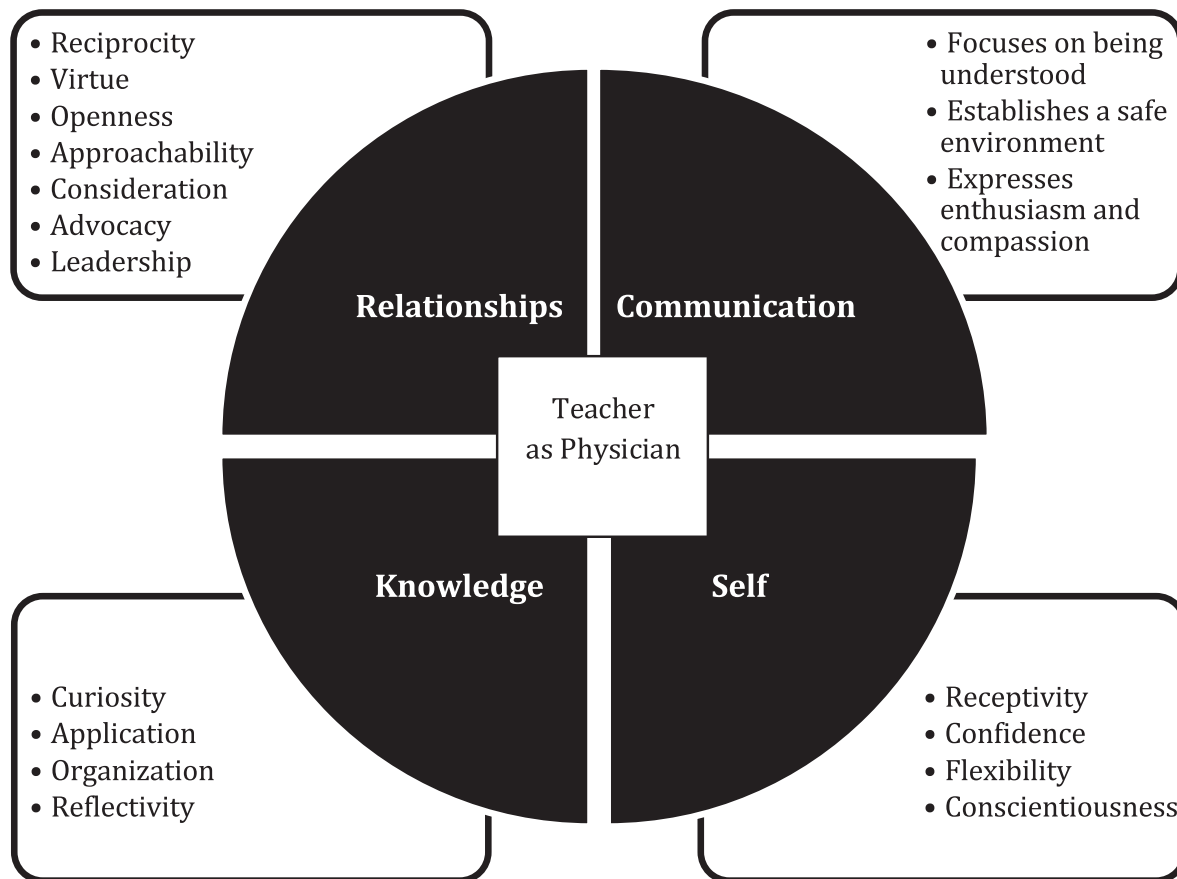 • Reciprocity
• Virtue
• Openness
• Approachability
• Consideration
• Advocacy
• Leadership
• Focuses on being
understood
• Establishes a safe
environment
• Expresses
enthusiasm and
compassion
Relationships
Communication
Teacher
as Physician
Knowledge
Self
• Curiosity
• Application
• Organization
• Reflectivity
• Receptivity
• Confidence
• Flexibility
• Conscientiousness